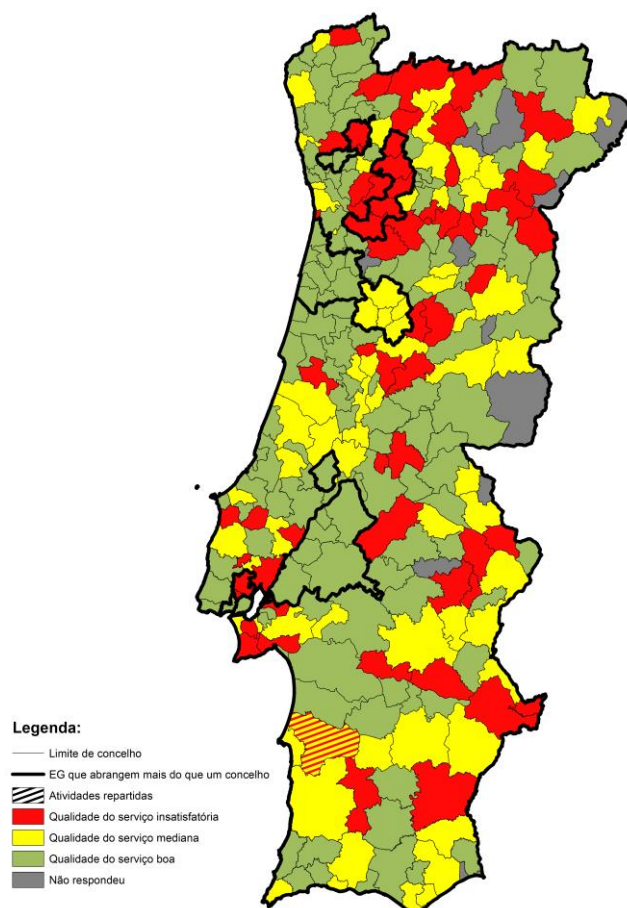 Legenda:
Limite de concelho
EG que abrangem mais do que um concelho
Atividades repartidas
Qualidade do serviço insatisfatória
Qualidade do serviço mediana
Qualidade do serviço boa
Não respondeu